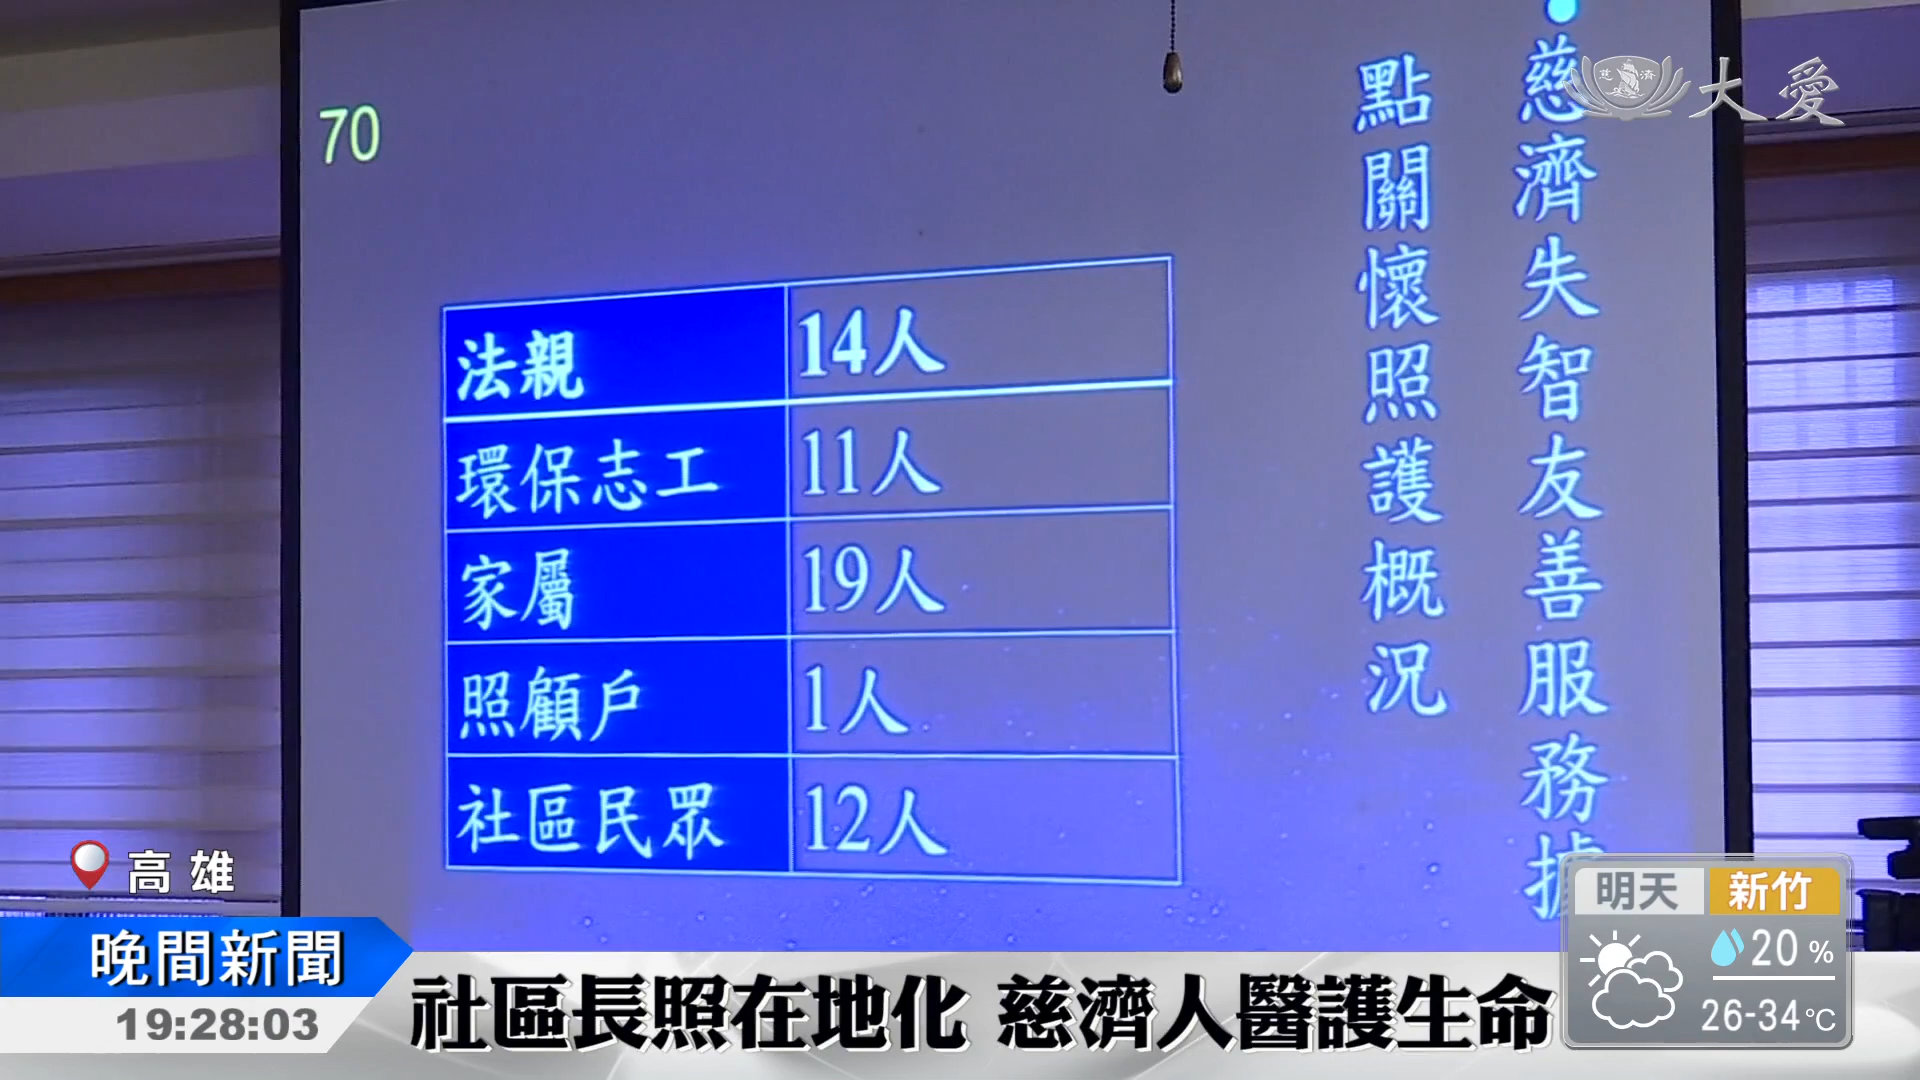 70
慈濟失智友善服務據
點關懷照護概況
法親 14人
環保志工 11人
家屬 19人
照顧戶 1人
社區民眾 12人
慈濟
大愛
高雄
晚間新聞
19:28:03
社區長照在地化 慈濟人醫護生命
明天 新竹
20 %
26-34°C